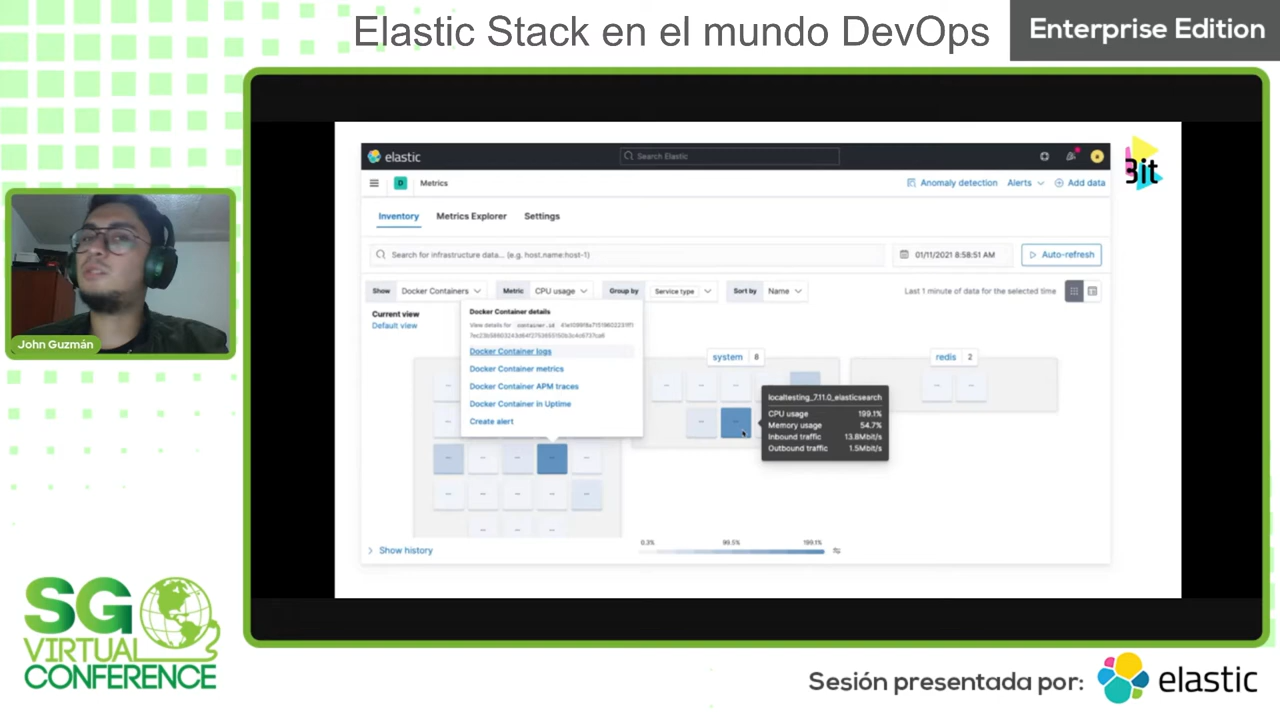 Elastic Stack en el mundo DevOps
Enterprise Edition
elastic
Search Elastic
Bit
D
Metrics
Anomaly detection
Alerts
Add data
Inventory
Metrics Explorer
Settings
Search for infrastructure data... (e.g. host.name:host-1)
01/11/2021 8:58:51 AM
Auto-refresh
Show
Docker Containers
Metric
CPU usage
Group by
Service type
Sort by
Name
Last 1 minute of data for the selected time
Current view
Default view
Docker Container details
View details for container.id
Docker Container logs
Docker Container metrics
Docker Container APM traces
Docker Container in Uptime
Create alert
system 8
redis 2
localtesting_7.11.0_elasticsearch
CPU usage 199.1%
Memory usage 54.7%
Inbound traffic 13.8Mbit/s
Outbound traffic 1.5Mbit/s
0.3%
99.5%
199.1%
Show history
John Guzmán
SG
VIRTUAL
CONFERENCE
Sesión presentada por:
elastic